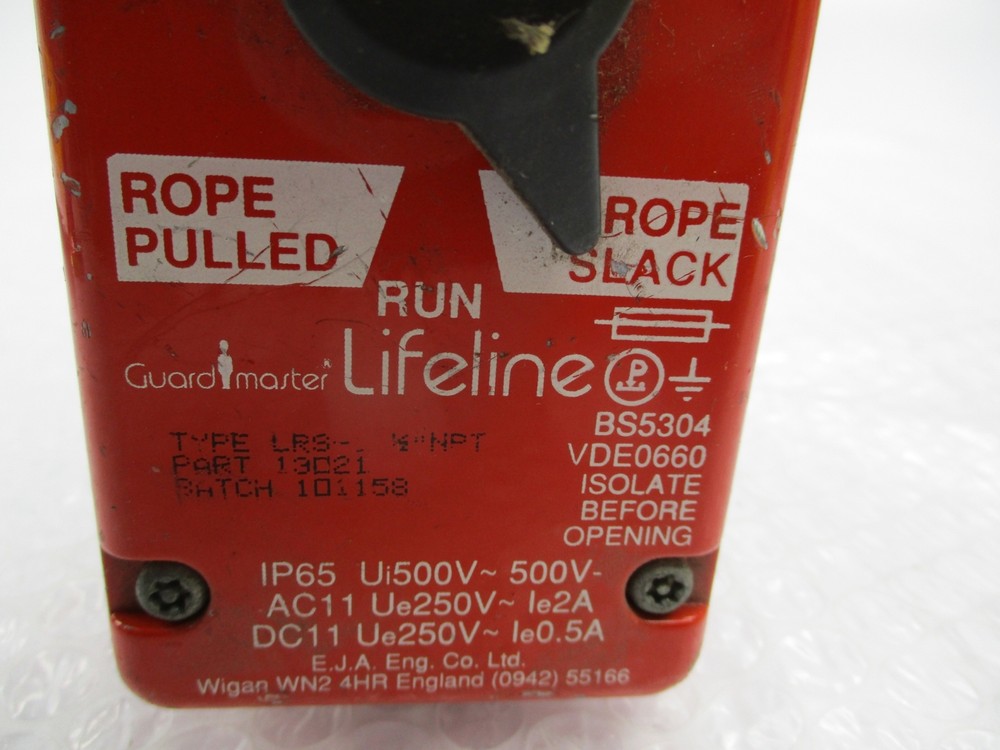 ROPE
PULLED
ROPE
SLACK
RUN
Guardmaster Lifeline
TYPE LRS- NPT
PART 13021
BATCH 101158
BS5304
VDE0660
ISOLATE
BEFORE
OPENING
IP65 Ui500V~ 500V-
AC11 Ue250V~ Ie2A
DC11 Ue250V~ Ie0.5A
E.J.A. Eng. Co. Ltd.
Wigan WN2 4HR England (0942) 55166